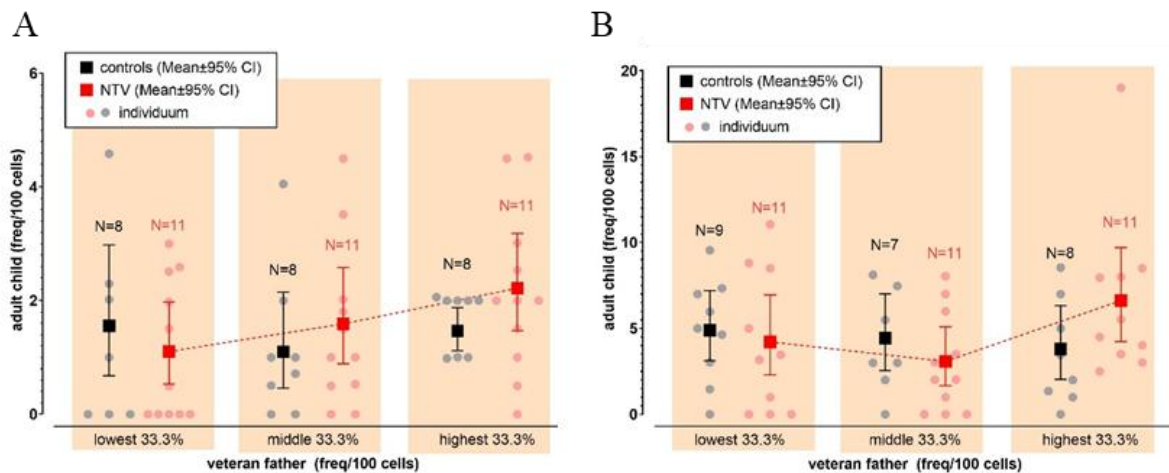 A
controls (Mean±95% CI)
NTV (Mean±95% CI)
individuum
adult child (freq/100 cells)
6
4
2
0
N=8
N=11
N=8
N=11
N=8
N=11
lowest 33.3%
middle 33.3%
highest 33.3%
veteran father (freq/100 cells)
B
controls (Mean±95% CI)
NTV (Mean±95% CI)
individuum
adult child (freq/100 cells)
20
15
10
5
0
N=9
N=11
N=7
N=11
N=8
N=11
lowest 33.3%
middle 33.3%
highest 33.3%
veteran father (freq/100 cells)